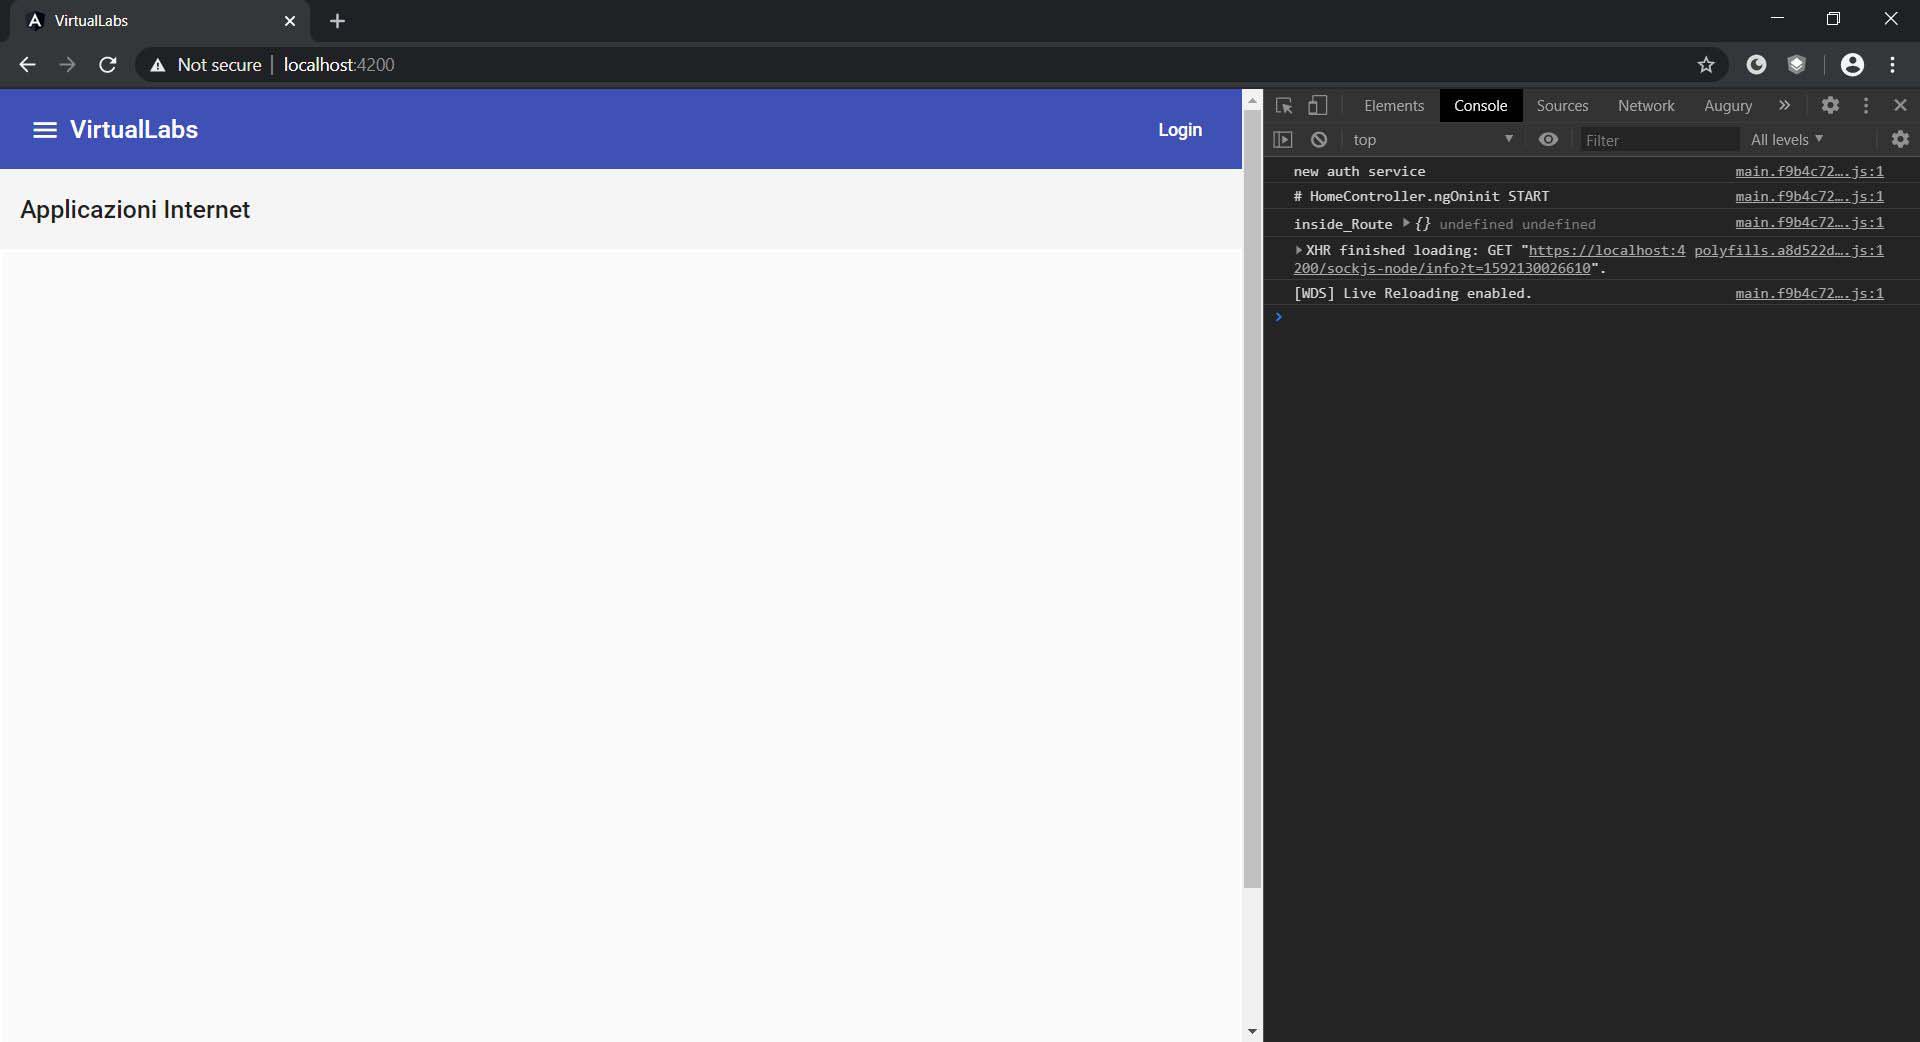 VirtualLabs
Not secure | localhost:4200
VirtualLabs
Login
Applicazioni Internet
Elements Console Sources Network Augury
top Filter All levels
new auth service main.f9b4c72….js:1
# HomeController.ngOninit START main.f9b4c72….js:1
inside_Route {} undefined undefined main.f9b4c72….js:1
XHR finished loading: GET "https://localhost:4 polyfills.a8d522d….js:1
200/sockjs-node/info?t=1592130026610".
[WDS] Live Reloading enabled. main.f9b4c72….js:1